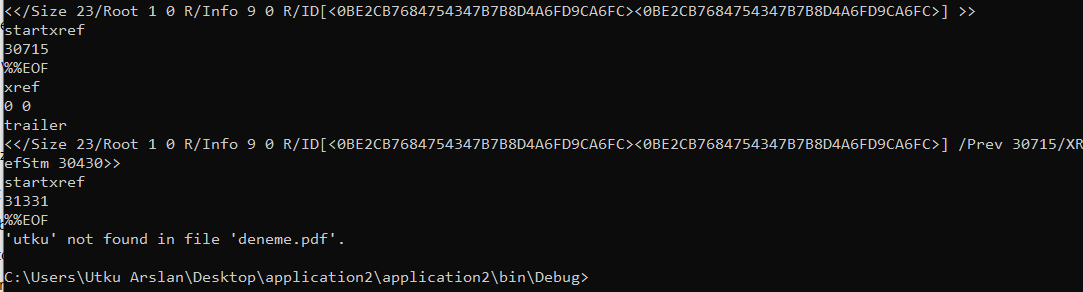 <</Size 23/Root 1 0 R/Info 9 0 R/ID[<0BE2CB7684754347B7B8D4A6FD9CA6FC><0BE2CB7684754347B7B8D4A6FD9CA6FC>] >>
startxref
30715
%%EOF
xref
0 0
trailer
<</Size 23/Root 1 0 R/Info 9 0 R/ID[<0BE2CB7684754347B7B8D4A6FD9CA6FC><0BE2CB7684754347B7B8D4A6FD9CA6FC>] /Prev 30715/XR
efStm 30430>>
startxref
31331
%%EOF
'utku' not found in file 'deneme.pdf'.
C:\Users\Utku Arslan\Desktop\application2\application2\bin\Debug>